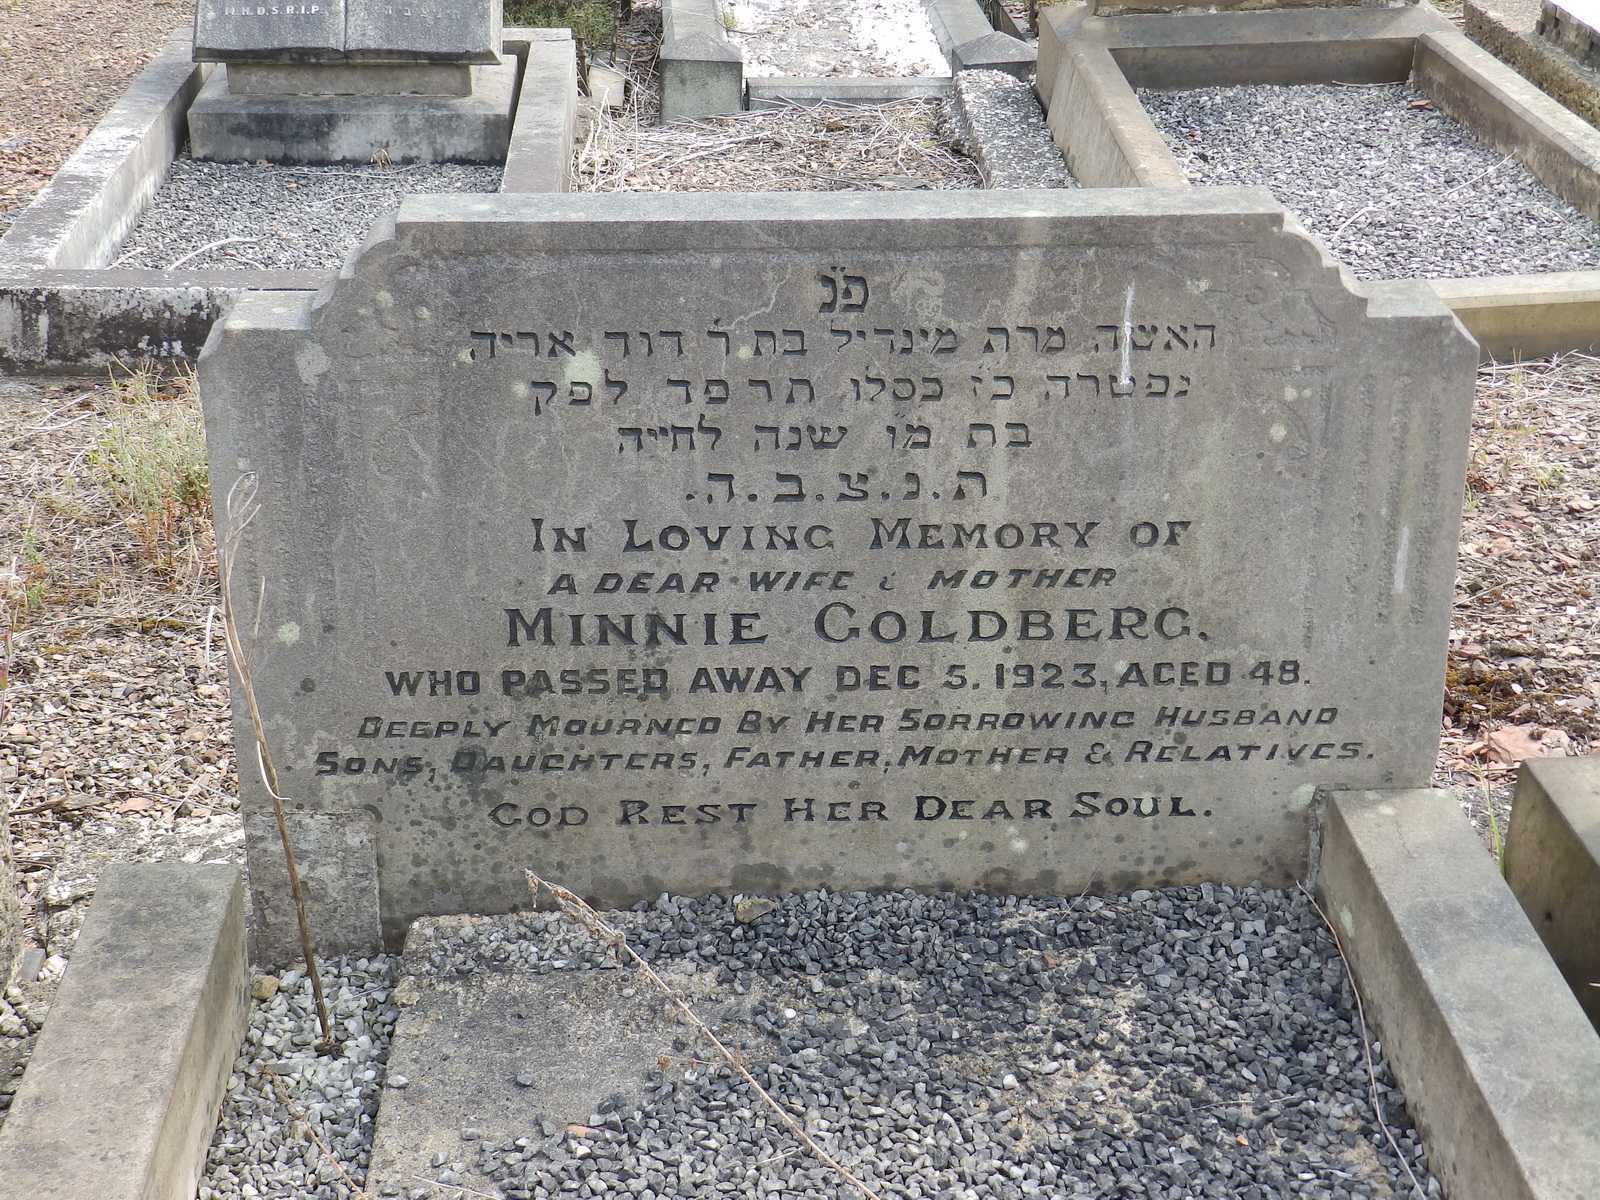 H.H.D.S.R.I.P.
פ"נ
האשה מרת מינדיל בת ר דוד אריה
נפטרה כז כסלו תרפד לפק
בת מו שנה לחייה
ת.נ.צ.ב.ה.
IN LOVING MEMORY OF
A DEAR WIFE & MOTHER
MINNIE GOLDBERG.
WHO PASSED AWAY DEC 5. 1923, AGED 48.
DEEPLY MOURNED BY HER SORROWING HUSBAND
SONS, DAUGHTERS, FATHER, MOTHER & RELATIVES.
GOD REST HER DEAR SOUL.